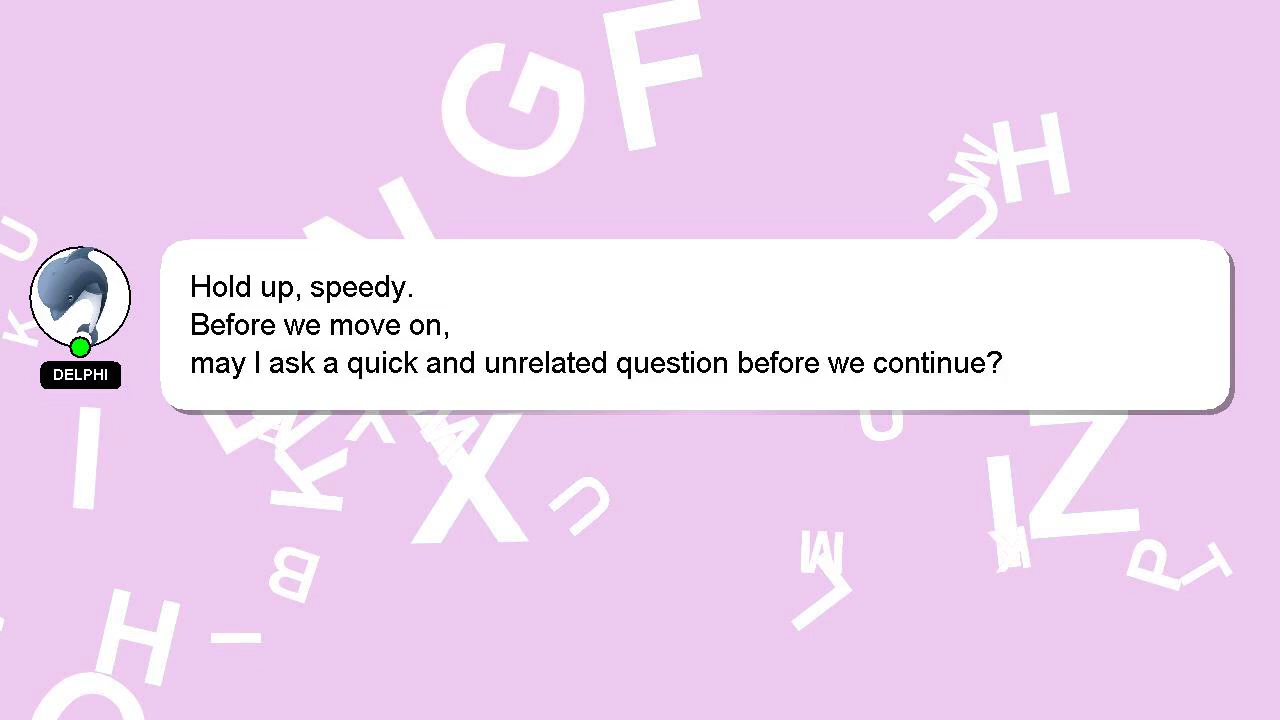 Hold up, speedy.
Before we move on,
may I ask a quick and unrelated question before we continue?
DELPHI